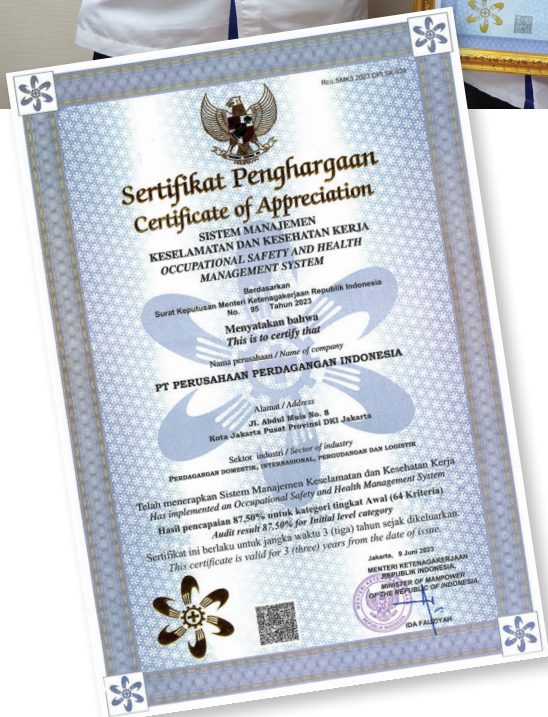 Reg.SMK3 2023 CPI.SK-924
Sertifikat Penghargaan
Certificate of Appreciation
SISTEM MANAJEMEN
KESELAMATAN DAN KESEHATAN KERJA
OCCUPATIONAL SAFETY AND HEALTH
MANAGEMENT SYSTEM
Berdasarkan
Surat Keputusan Menteri Ketenagakerjaan Republik Indonesia
No. 95 Tahun 2023
Menyatakan bahwa
This is to certify that
Nama perusahaan / Name of company
PT PERUSAHAAN PERDAGANGAN INDONESIA
Alamat / Address
Jl. Abdul Muis No. 8
Kota Jakarta Pusat Provinsi DKI Jakarta
Sektor industri / Sector of industry
PERDAGANGAN DOMESTIK, INTERNASIONAL, PERGUDANGAN DAN LOGISTIK
Telah menerapkan Sistem Manajemen Keselamatan dan Kesehatan Kerja
Has implemented an Occupational Safety and Health Management System
Hasil pencapaian 87,50% untuk kategori tingkat Awal (64 Kriteria)
Audit result 87.50% for Initial level category
Sertifikat ini berlaku untuk jangka waktu 3 (tiga) tahun sejak dikeluarkan.
This certificate is valid for 3 (three) years from the date of issue.
Jakarta, 9 Juni 2023
MENTERI KETENAGAKERJAAN
REPUBLIK INDONESIA,
MINISTER OF MANPOWER
OF THE REPUBLIC OF INDONESIA,
IDA FAUZIYAH